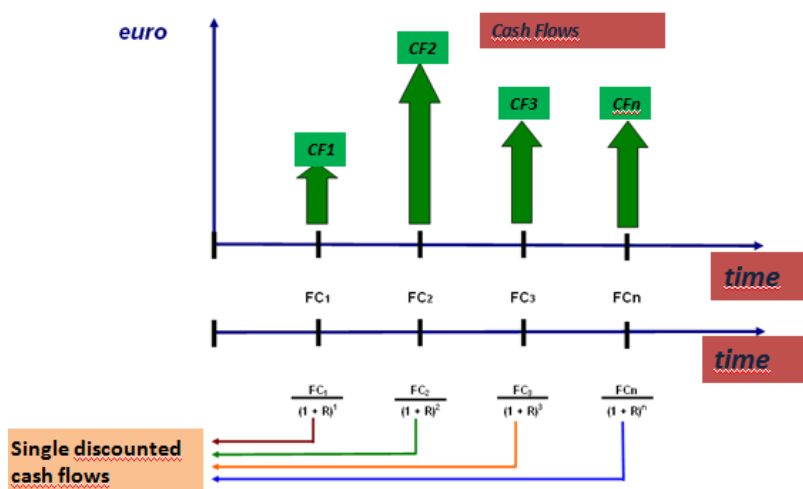 euro
Cash Flows
CF2
CF3
CFn
CF1
time
FC₁ FC₂ FC₃ FCn
time
FC₁ FC₂ FC₃ FCn
(1 + R)¹ (1 + R)² (1 + R)³ (1 + R)ⁿ
Single discounted
cash flows